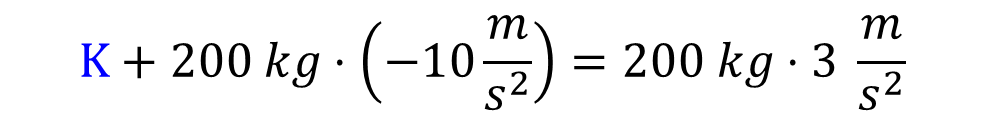 K + 200 kg · (−10 m/s²) = 200 kg · 3 m/s²